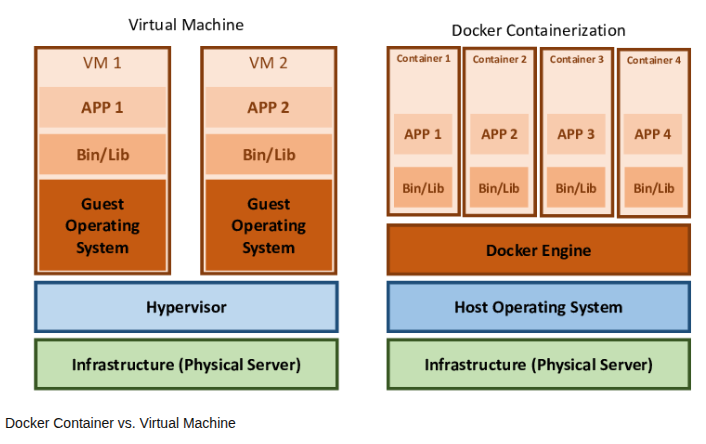 Virtual Machine
VM 1
APP 1
Bin/Lib
Guest
Operating
System
VM 2
APP 2
Bin/Lib
Guest
Operating
System
Hypervisor
Infrastructure (Physical Server)
Docker Containerization
Container 1
APP 1
Bin/Lib
Container 2
APP 2
Bin/Lib
Container 3
APP 3
Bin/Lib
Container 4
APP 4
Bin/Lib
Docker Engine
Host Operating System
Infrastructure (Physical Server)
Docker Container vs. Virtual Machine